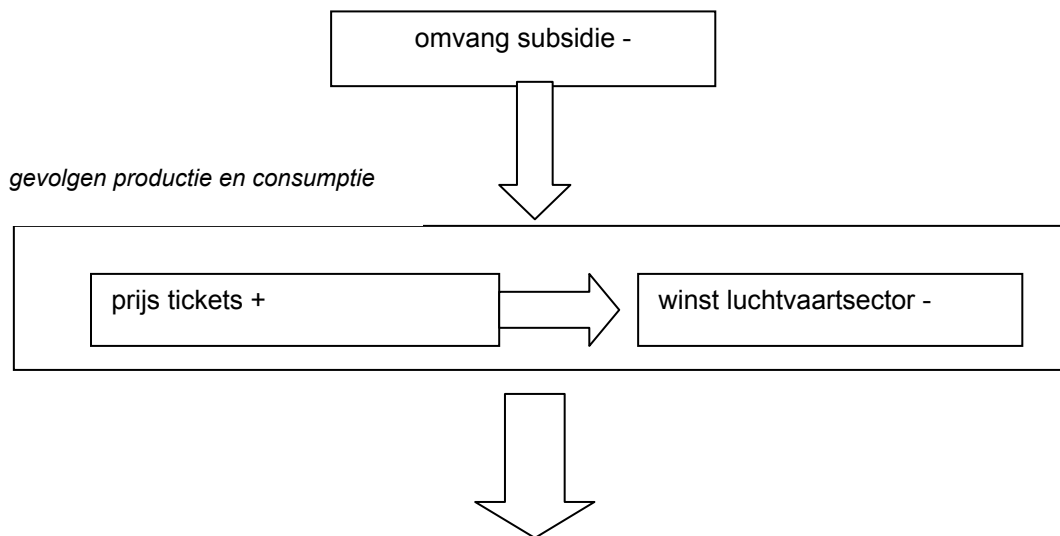 omvang subsidie -
gevolgen productie en consumptie
prijs tickets +
winst luchtvaartsector -